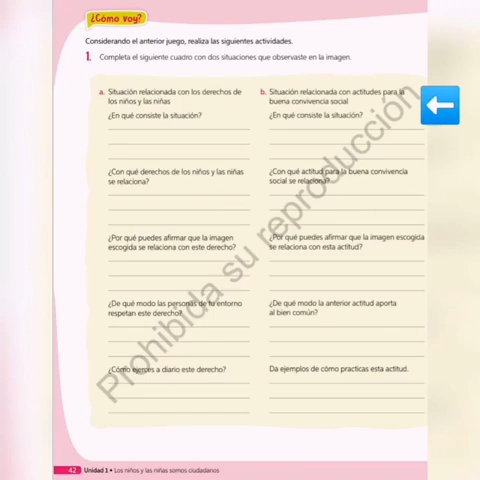 ¿Cómo voy?
Considerando el anterior juego, realiza las siguientes actividades.
1. Completa el siguiente cuadro con dos situaciones que observaste en la imagen.
a. Situación relacionada con los derechos de
los niños y las niñas
¿En qué consiste la situación?
¿Con qué derechos de los niños y las niñas
se relaciona?
¿Por qué puedes afirmar que la imagen
escogida se relaciona con este derecho?
¿De qué modo las personas de tu entorno
respetan este derecho?
¿Cómo ejerces a diario este derecho?
b. Situación relacionada con actitudes para la
buena convivencia social
¿En qué consiste la situación?
¿Con qué actitud para la buena convivencia
social se relaciona?
¿Por qué puedes afirmar que la imagen escogida
se relaciona con esta actitud?
¿De qué modo la anterior actitud aporta
al bien común?
Da ejemplos de cómo practicas esta actitud.
Prohibida su reproducción
42 Unidad 1 • Los niños y las niñas somos ciudadanos